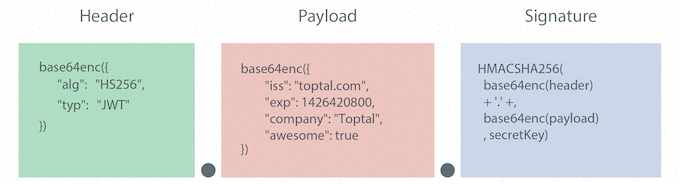 Header
Payload
Signature
base64enc({
"alg": "HS256",
"typ": "JWT"
})
base64enc({
"iss": "toptal.com",
"exp": 1426420800,
"company": "Toptal",
"awesome": true
})
HMACSHA256(
base64enc(header)
+ '.' +,
base64enc(payload)
, secretKey)